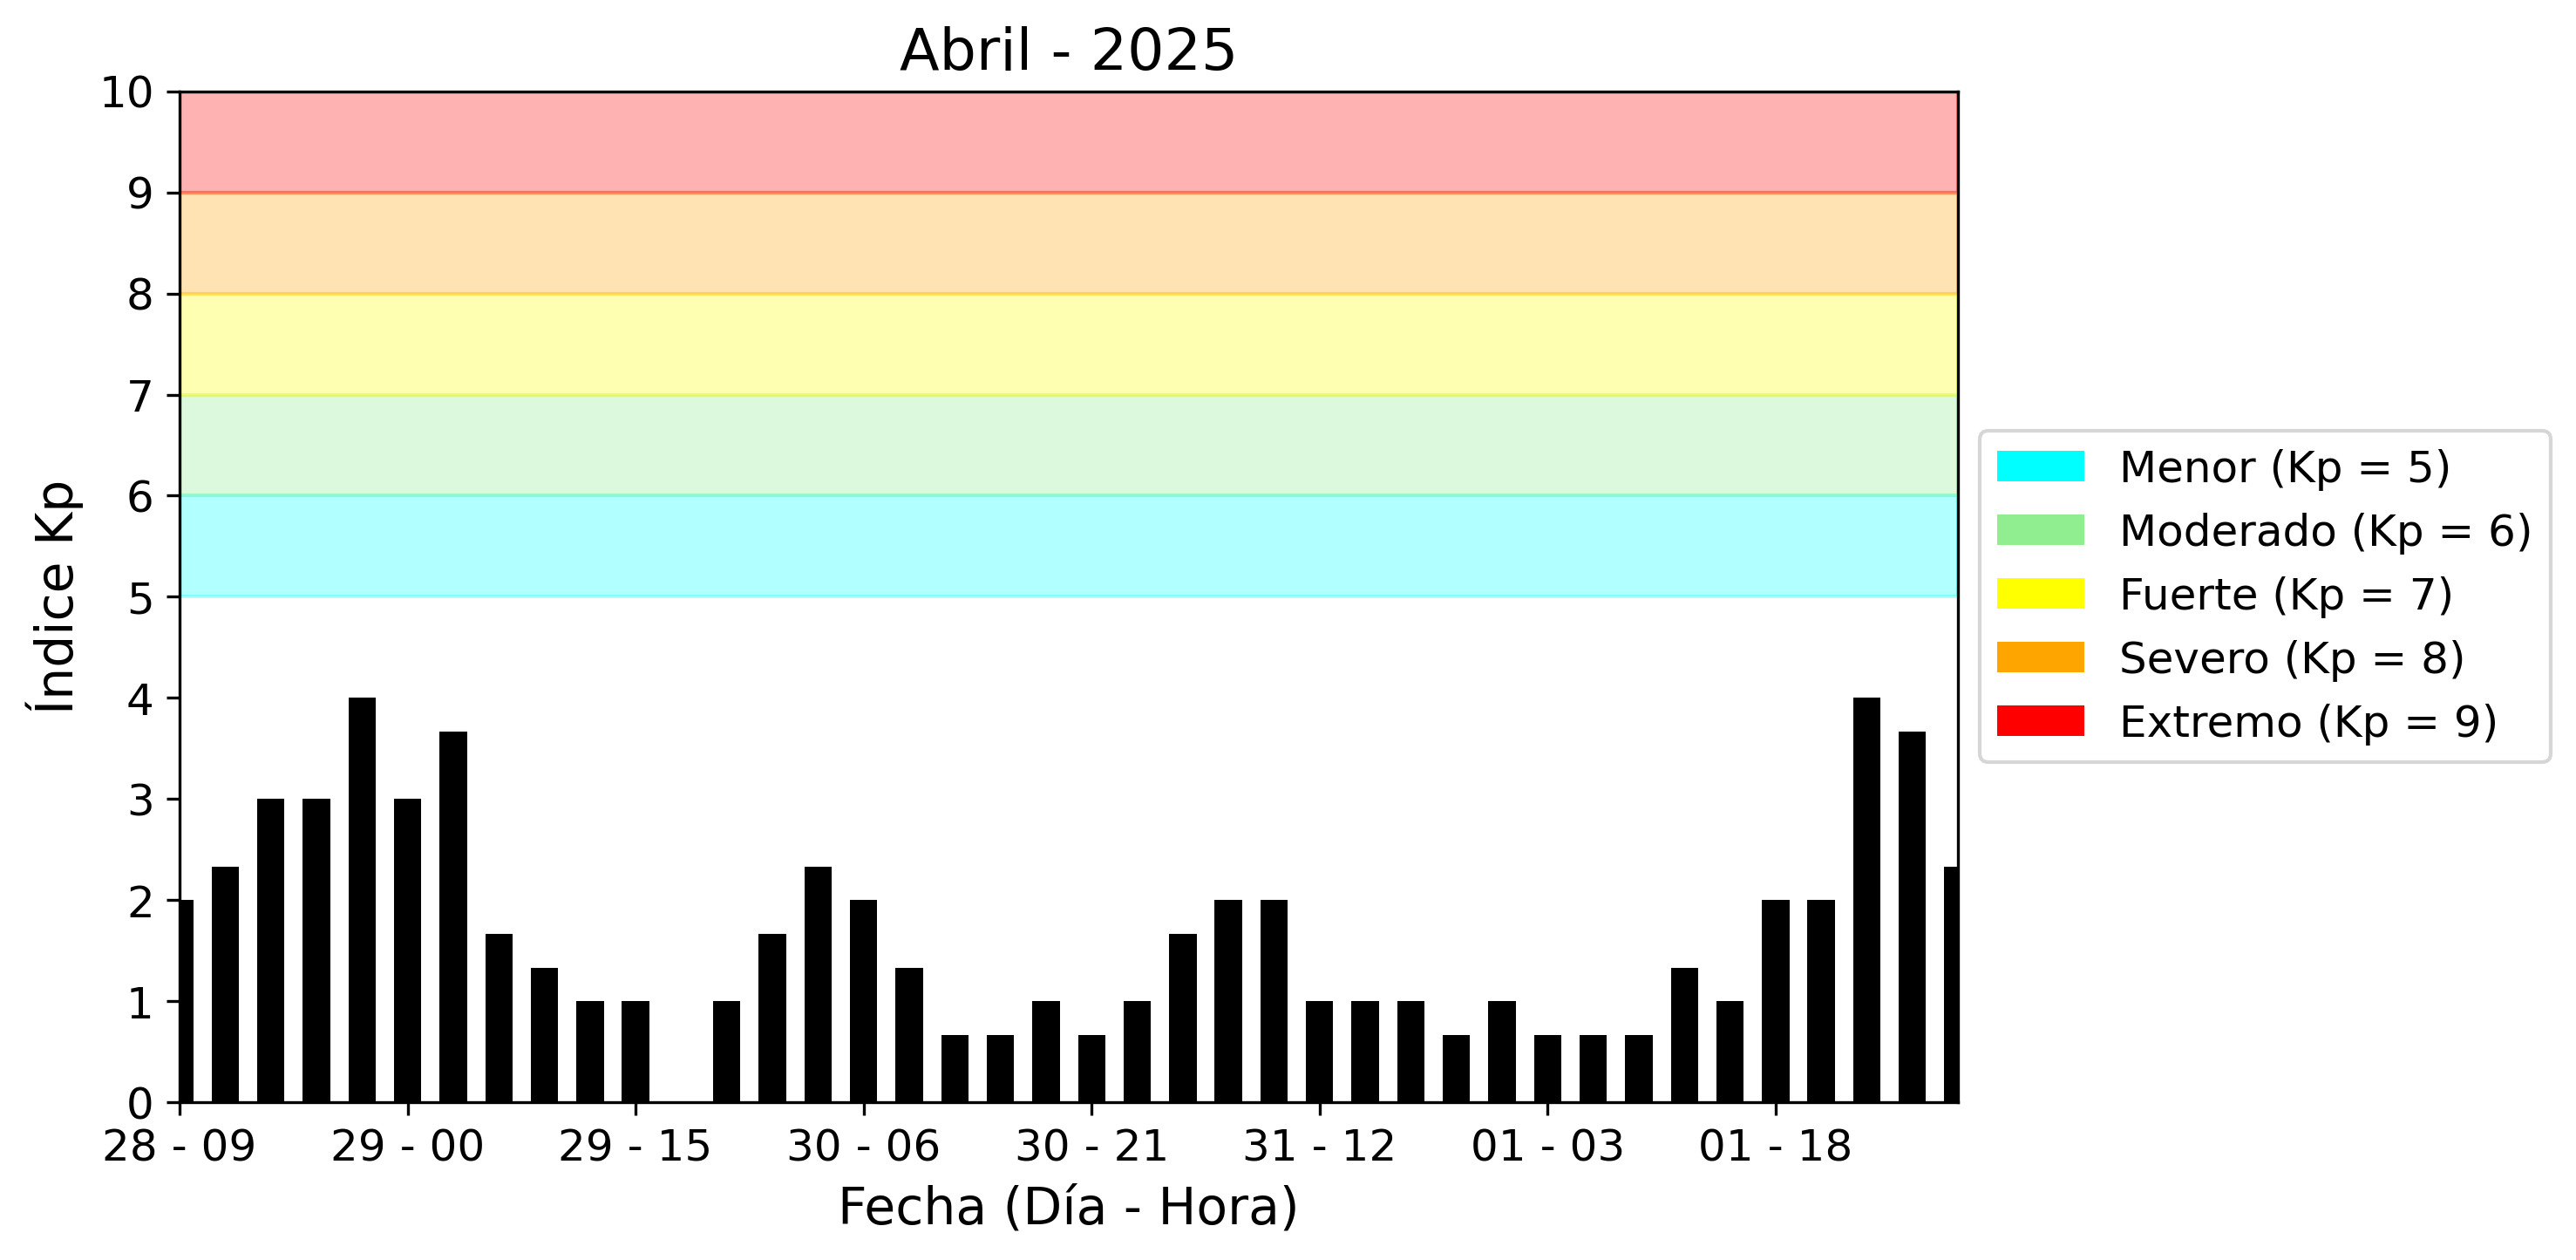 Abril - 2025
10
9
8
7
6
5
4
3
2
1
0
Índice Kp
28 - 09
29 - 00
29 - 15
30 - 06
30 - 21
31 - 12
01 - 03
01 - 18
Fecha (Día - Hora)
Menor (Kp = 5)
Moderado (Kp = 6)
Fuerte (Kp = 7)
Severo (Kp = 8)
Extremo (Kp = 9)